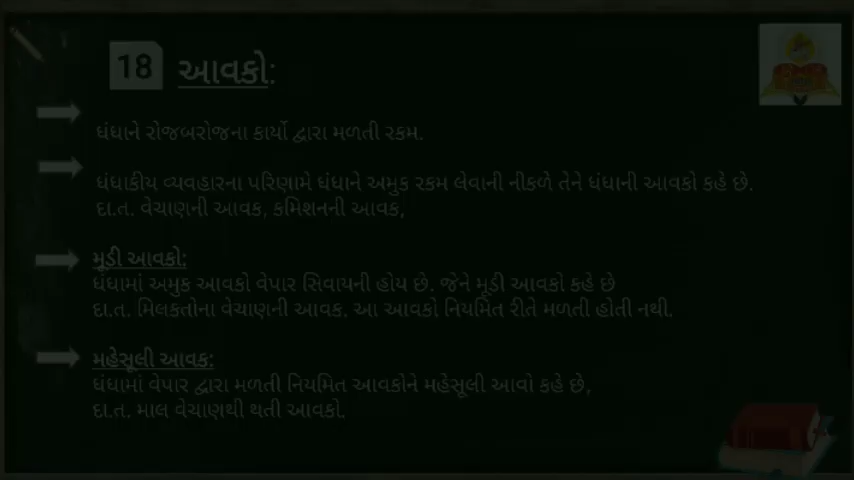 18 આવકો:
ધંધાને રોજબરોજના કાર્યો દ્વારા મળતી રકમ.
ધંધાકીય વ્યવહારના પરિણામે ધંધાને અમુક રકમ લેવાની નીકળે તેને ધંધાની આવકો કહે છે.
દા.ત. વેચાણની આવક, કમિશનની આવક,
મૂડી આવકો:
ધંધામાં અમુક આવકો વેપાર સિવાયની હોય છે. જેને મૂડી આવકો કહે છે
દા.ત. મિલકતોના વેચાણની આવક. આ આવકો નિયમિત રીતે મળતી હોતી નથી.
મહેસૂલી આવક:
ધંધામાં વેપાર દ્વારા મળતી નિયમિત આવકોને મહેસૂલી આવો કહે છે,
દા.ત. માલ વેચાણથી થતી આવકો.